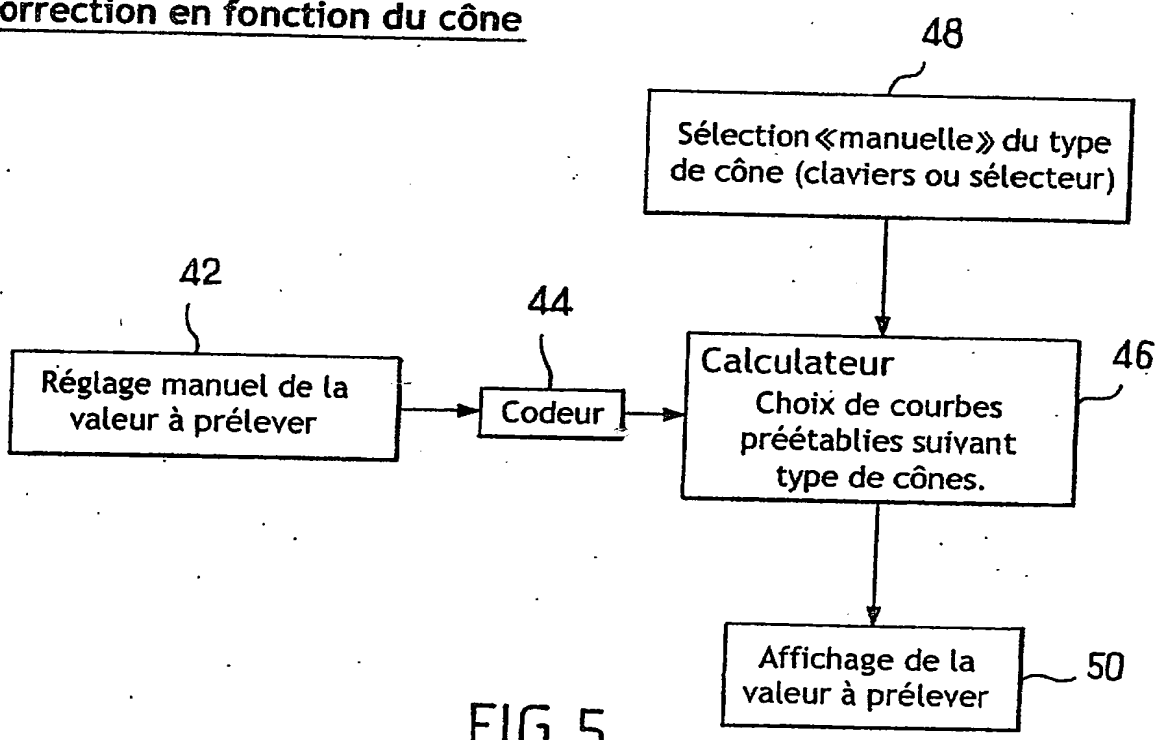 orrection en fonction du cône
48
Sélection «manuelle» du type
de cône (claviers ou sélecteur)
42
44
Réglage manuel de la
valeur à prélever
Codeur
Calculateur
Choix de courbes
préétablies suivant
type de cônes.
46
Affichage de la
valeur à prélever
50
FIG 5